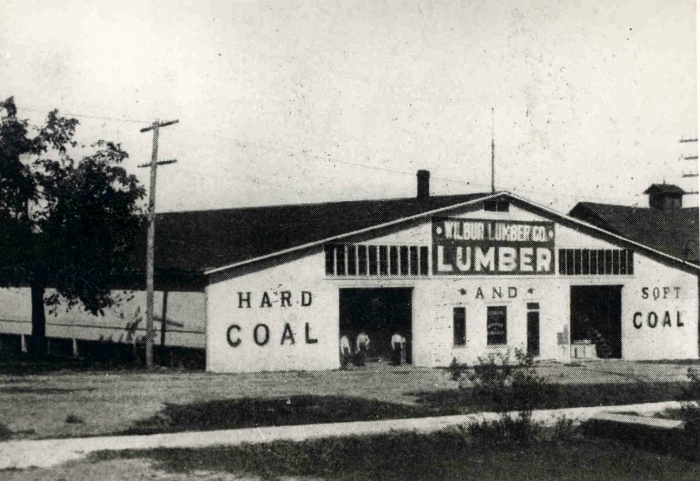 WILBUR LUMBER CO.
LUMBER
AND
HARD
COAL
SOFT
COAL